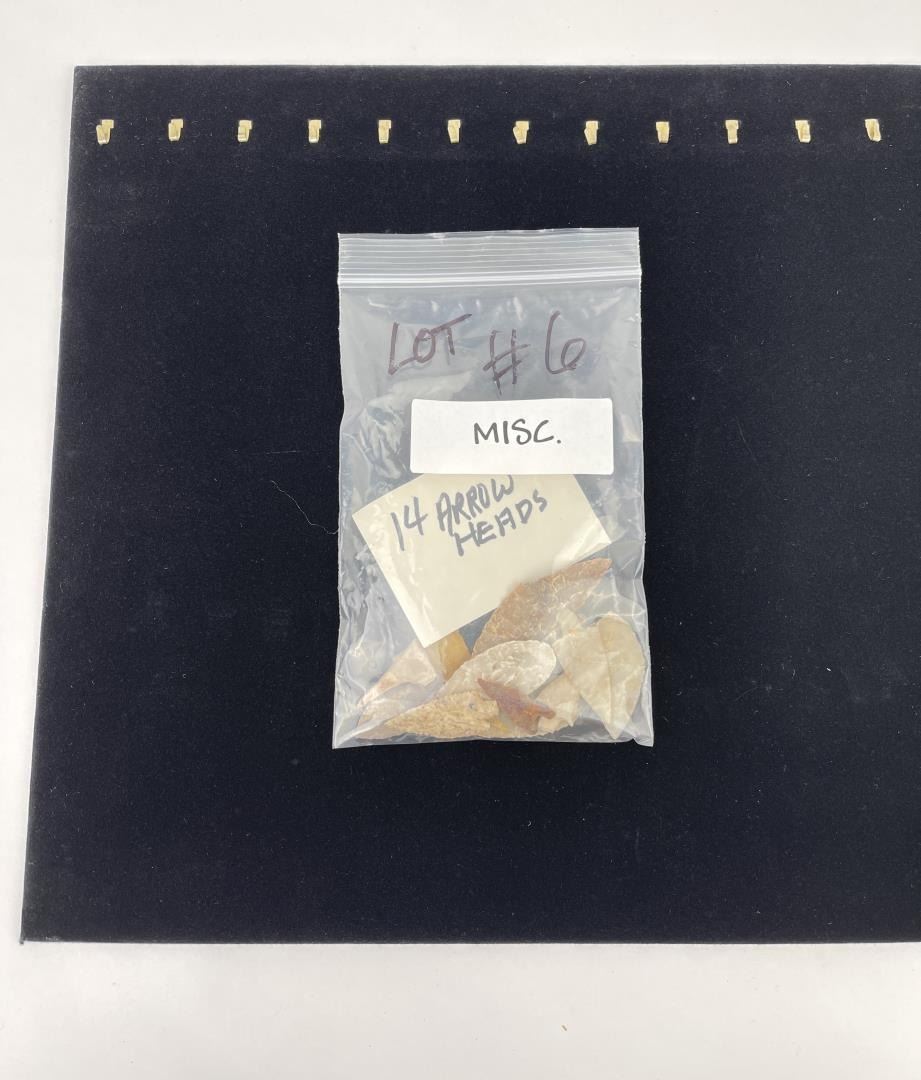 LOT #6
MISC.
14 ARROW
HEADS